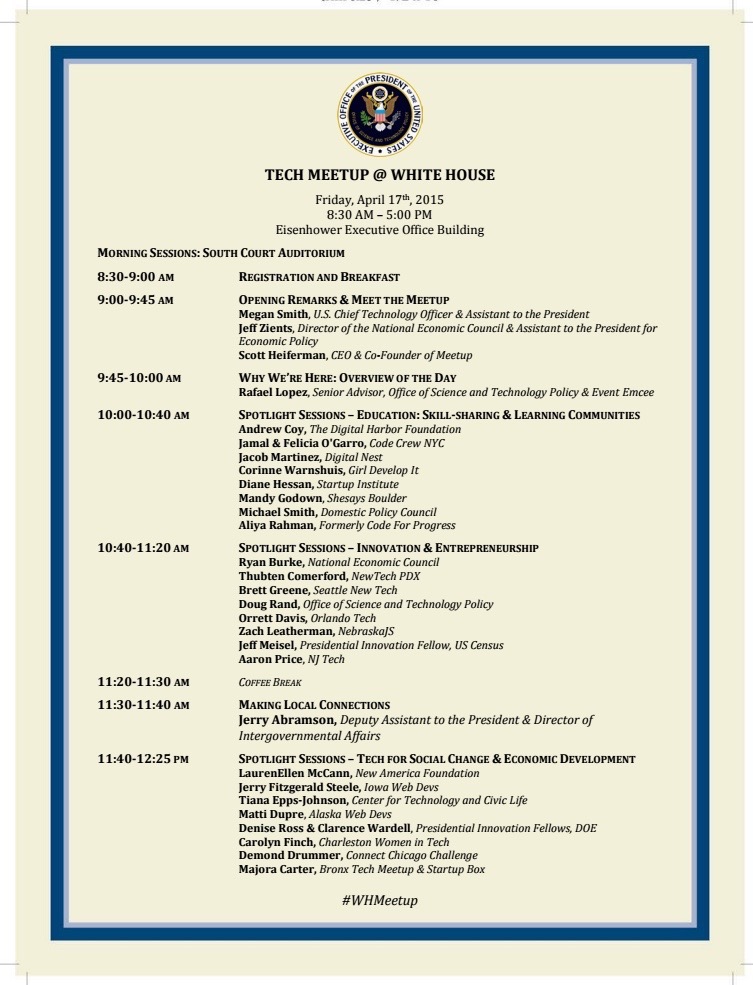 EXECUTIVE OFFICE OF THE PRESIDENT OF THE UNITED STATES
TECH MEETUP @ WHITE HOUSE
Friday, April 17th, 2015
8:30 AM – 5:00 PM
Eisenhower Executive Office Building
MORNING SESSIONS: SOUTH COURT AUDITORIUM
8:30-9:00 AM REGISTRATION AND BREAKFAST
9:00-9:45 AM OPENING REMARKS & MEET THE MEETUP
Megan Smith, U.S. Chief Technology Officer & Assistant to the President
Jeff Zients, Director of the National Economic Council & Assistant to the President for
Economic Policy
Scott Heiferman, CEO & Co-Founder of Meetup
9:45-10:00 AM WHY WE'RE HERE: OVERVIEW OF THE DAY
Rafael Lopez, Senior Advisor, Office of Science and Technology Policy & Event Emcee
10:00-10:40 AM SPOTLIGHT SESSIONS – EDUCATION: SKILL-SHARING & LEARNING COMMUNITIES
Andrew Coy, The Digital Harbor Foundation
Jamal & Felicia O'Garro, Code Crew NYC
Jacob Martinez, Digital Nest
Corinne Warnshuis, Girl Develop It
Diane Hessan, Startup Institute
Mandy Godown, Shesays Boulder
Michael Smith, Domestic Policy Council
Aliya Rahman, Formerly Code For Progress
10:40-11:20 AM SPOTLIGHT SESSIONS – INNOVATION & ENTREPRENEURSHIP
Ryan Burke, National Economic Council
Thubten Comerford, NewTech PDX
Brett Greene, Seattle New Tech
Doug Rand, Office of Science and Technology Policy
Orrett Davis, Orlando Tech
Zach Leatherman, NebraskaJS
Jeff Meisel, Presidential Innovation Fellow, US Census
Aaron Price, NJ Tech
11:20-11:30 AM COFFEE BREAK
11:30-11:40 AM MAKING LOCAL CONNECTIONS
Jerry Abramson, Deputy Assistant to the President & Director of
Intergovernmental Affairs
11:40-12:25 PM SPOTLIGHT SESSIONS – TECH FOR SOCIAL CHANGE & ECONOMIC DEVELOPMENT
LaurenEllen McCann, New America Foundation
Jerry Fitzgerald Steele, Iowa Web Devs
Tiana Epps-Johnson, Center for Technology and Civic Life
Matti Dupre, Alaska Web Devs
Denise Ross & Clarence Wardell, Presidential Innovation Fellows, DOE
Carolyn Finch, Charleston Women in Tech
Demond Drummer, Connect Chicago Challenge
Majora Carter, Bronx Tech Meetup & Startup Box
#WHMeetup